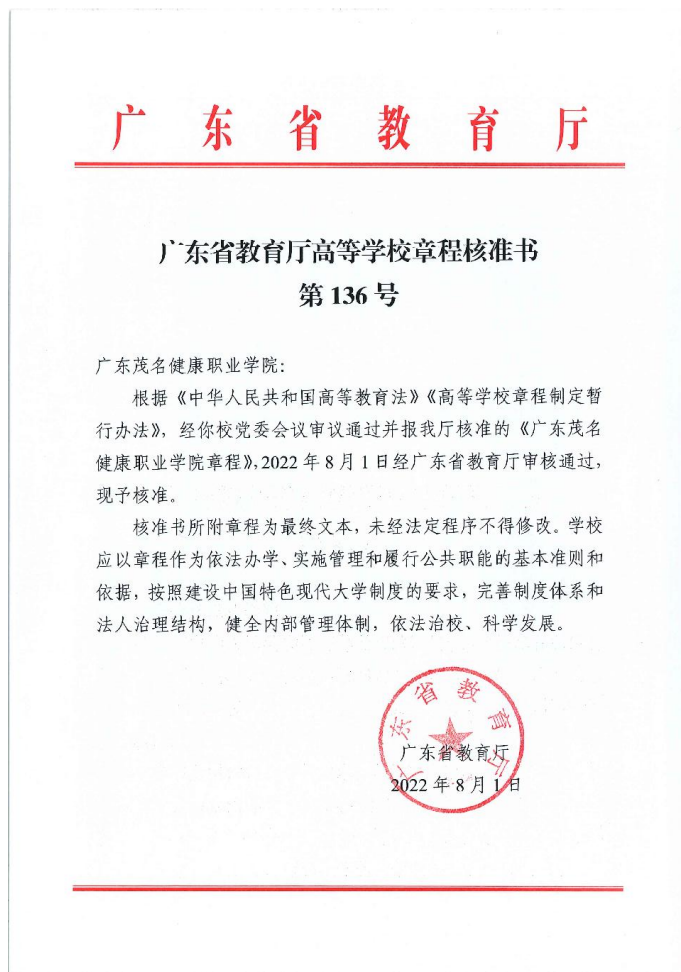 广东省教育厅
广东省教育厅高等学校章程核准书
第 136 号
广东茂名健康职业学院：
根据《中华人民共和国高等教育法》《高等学校章程制定暂
行办法》，经你校党委会议审议通过并报我厅核准的《广东茂名
健康职业学院章程》，2022 年 8 月 1 日经广东省教育厅审核通过，
现予核准。
核准书所附章程为最终文本，未经法定程序不得修改。学校
应以章程作为依法办学、实施管理和履行公共职能的基本准则和
依据，按照建设中国特色现代大学制度的要求，完善制度体系和
法人治理结构，健全内部管理体制，依法治校、科学发展。
广东省教育厅
广东省教育厅
2022 年 8 月 1 日